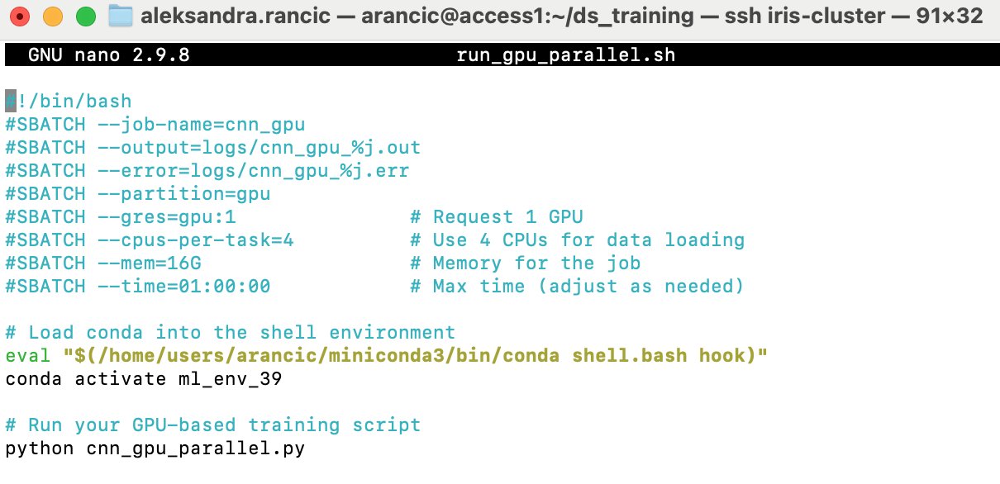 aleksandra.rancic — arancic@access1:~/ds_training — ssh iris-cluster — 91×32
GNU nano 2.9.8 run_gpu_parallel.sh
#!/bin/bash
#SBATCH --job-name=cnn_gpu
#SBATCH --output=logs/cnn_gpu_%j.out
#SBATCH --error=logs/cnn_gpu_%j.err
#SBATCH --partition=gpu
#SBATCH --gres=gpu:1 # Request 1 GPU
#SBATCH --cpus-per-task=4 # Use 4 CPUs for data loading
#SBATCH --mem=16G # Memory for the job
#SBATCH --time=01:00:00 # Max time (adjust as needed)
# Load conda into the shell environment
eval "$(/home/users/arancic/miniconda3/bin/conda shell.bash hook)"
conda activate ml_env_39
# Run your GPU-based training script
python cnn_gpu_parallel.py